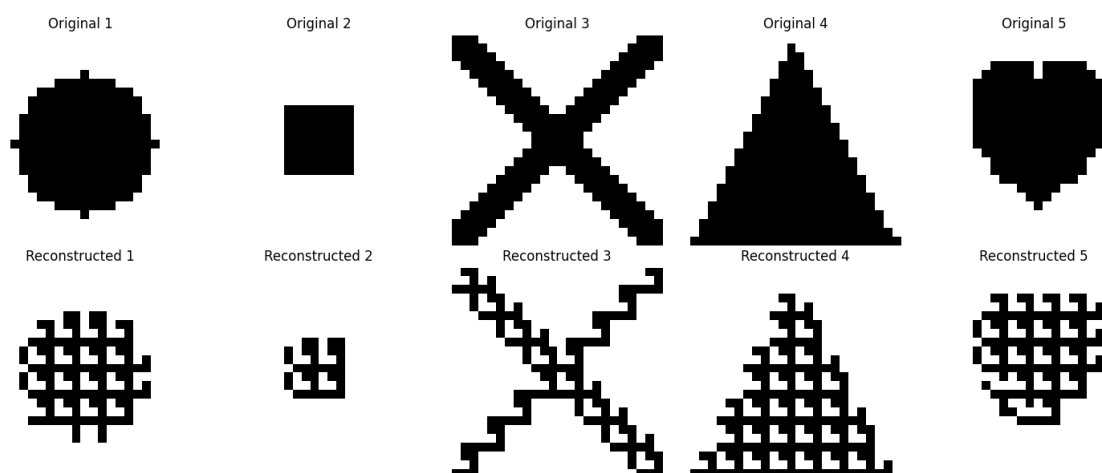 Original 1
Original 2
Original 3
Original 4
Original 5
Reconstructed 1
Reconstructed 2
Reconstructed 3
Reconstructed 4
Reconstructed 5